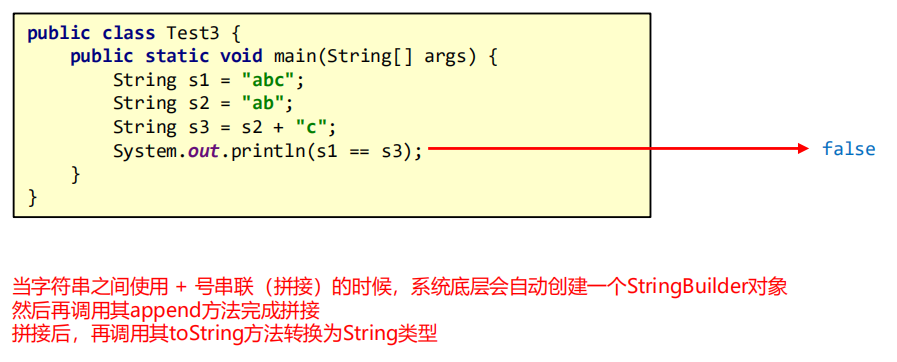 public class Test3 {
    public static void main(String[] args) {
        String s1 = "abc";
        String s2 = "ab";
        String s3 = s2 + "c";
        System.out.println(s1 == s3);
false
    }
}
当字符串之间使用 + 号串联（拼接）的时候，系统底层会自动创建一个StringBuilder对象
然后再调用其append方法完成拼接
拼接后，再调用其toString方法转换为String类型